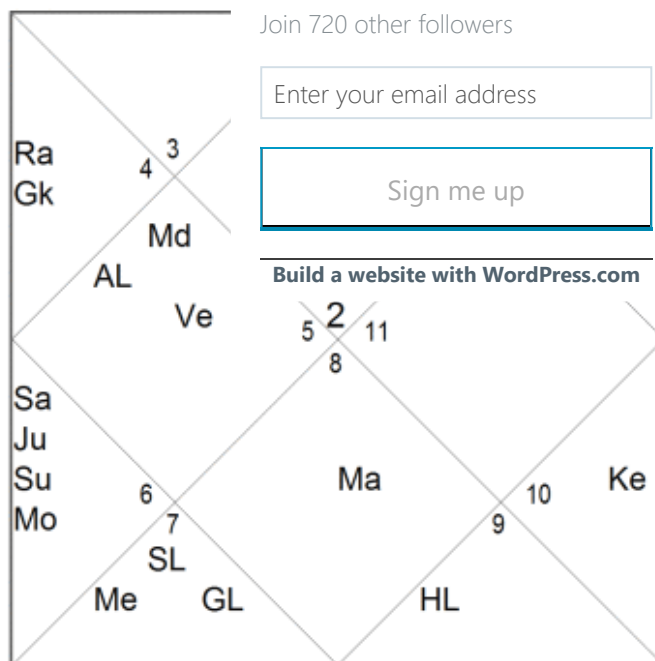 Join 720 other followers
Enter your email address
Sign me up
Build a website with WordPress.com
Ra
Gk
4 3
Md
AL
Ve
5 2 11
8
Sa
Ju
Su
Mo
6
7
Ma
10
9
Ke
SL
Me GL HL